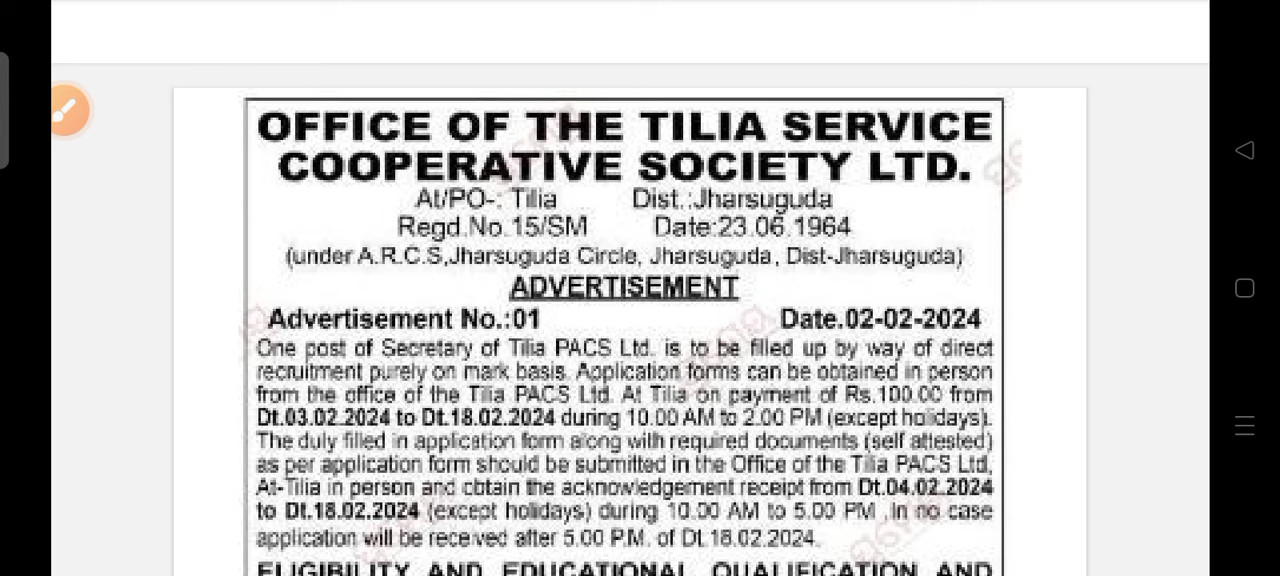 OFFICE OF THE TILIA SERVICE
COOPERATIVE SOCIETY LTD.
At/PO-: Tilia Dist.:Jharsuguda
Regd.No.15/SM Date:23.06.1964
(under A.R.C.S,Jharsuguda Circle, Jharsuguda, Dist-Jharsuguda)
ADVERTISEMENT
Advertisement No.:01 Date.02-02-2024
One post of Secretary of Tilia PACS Ltd. is to be filled up by way of direct
recruitment purely on mark basis. Application forms can be obtained in person
from the office of the Tilia PACS Ltd. At Tilia on payment of Rs.100.00 from
Dt.03.02.2024 to Dt.18.02.2024 during 10.00 AM to 2.00 PM (except holidays).
The duly filled in application form along with required documents (self attested)
as per application form should be submitted in the Office of the Tilia PACS Ltd,
At-Tilia in person and obtain the acknowledgement receipt from Dt.04.02.2024
to Dt.18.02.2024 (except holidays) during 10.00 AM to 5.00 PM .In no case
application will be received after 5.00 P.M. of Dt.18.02.2024.
ELIGIBILITY AND EDUCATIONAL QUALIFICATION AND